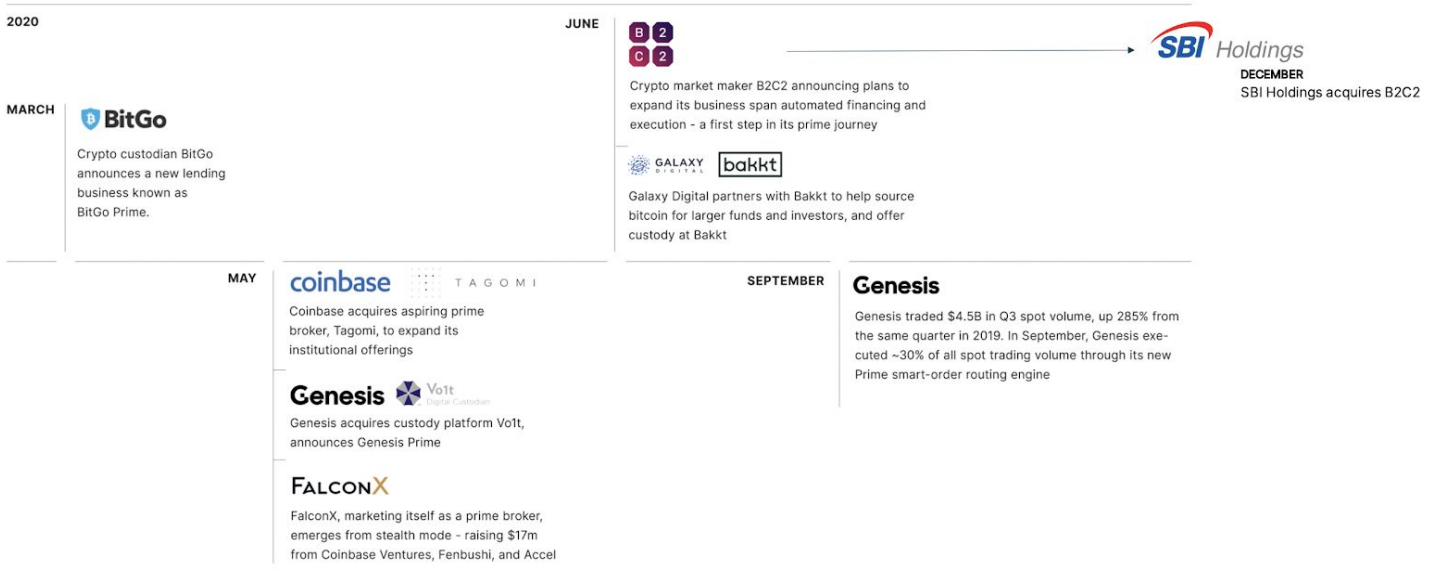 2020
MARCH
BitGo
Crypto custodian BitGo
announces a new lending
business known as
BitGo Prime.
JUNE
B 2
C 2
Crypto market maker B2C2 announcing plans to
expand its business span automated financing and
execution - a first step in its prime journey
SBI Holdings
DECEMBER
SBI Holdings acquires B2C2
GALAXY
DIGITAL
bakkt
Galaxy Digital partners with Bakkt to help source
bitcoin for larger funds and investors, and offer
custody at Bakkt
MAY
coinbase
TAGOMI
Coinbase acquires aspiring prime
broker, Tagomi, to expand its
institutional offerings
Genesis
Vo1t
Digital Custodian
Genesis acquires custody platform Vo1t,
announces Genesis Prime
FALCONX
FalconX, marketing itself as a prime broker,
emerges from stealth mode - raising $17m
from Coinbase Ventures, Fenbushi, and Accel
SEPTEMBER
Genesis
Genesis traded $4.5B in Q3 spot volume, up 285% from
the same quarter in 2019. In September, Genesis exe-
cuted ~30% of all spot trading volume through its new
Prime smart-order routing engine